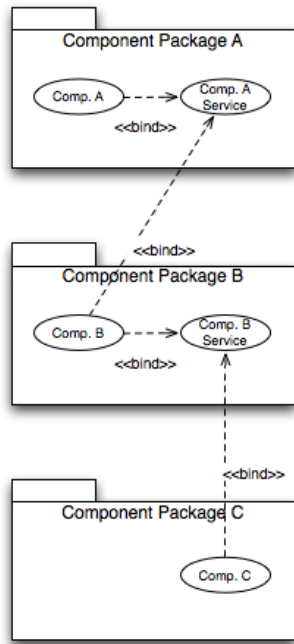 Component Package A
Comp. A
Comp. A
Service
<<bind>>
<<bind>>
Component Package B
Comp. B
Comp. B
Service
<<bind>>
<<bind>>
Component Package C
Comp. C